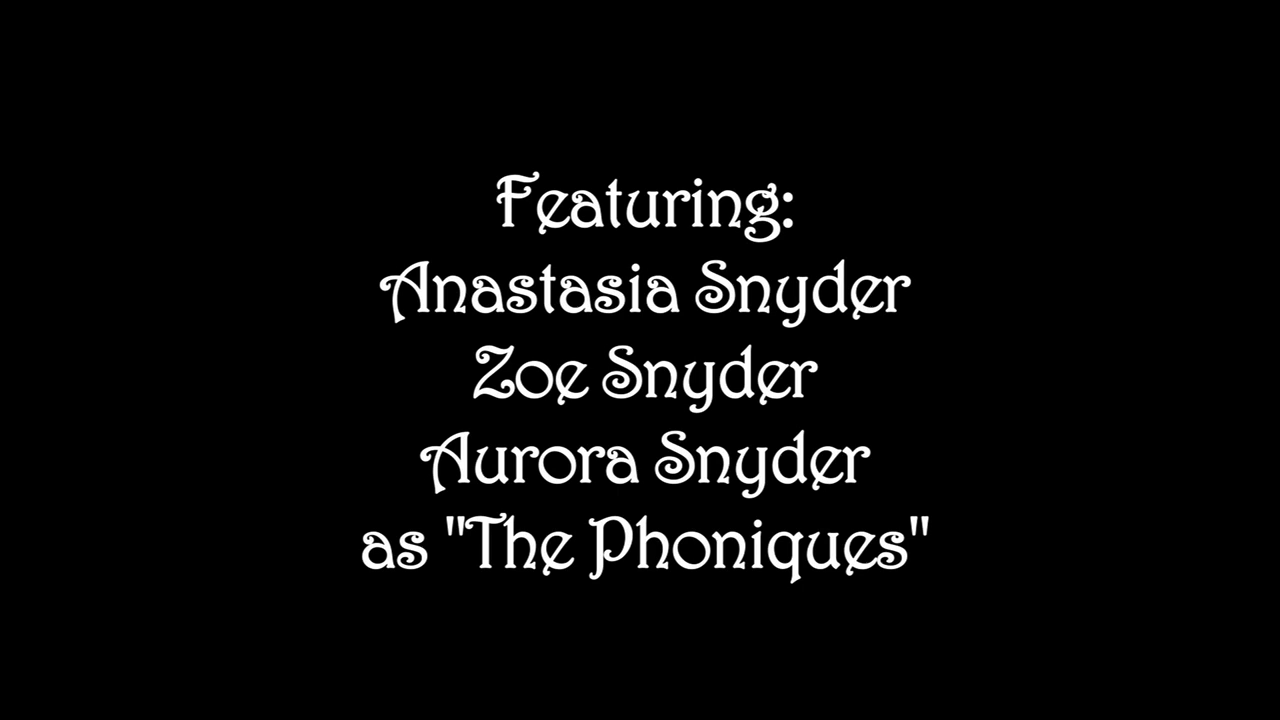 Featuring:
Anastasia Snyder
Zoe Snyder
Aurora Snyder
as "The Phoniques"